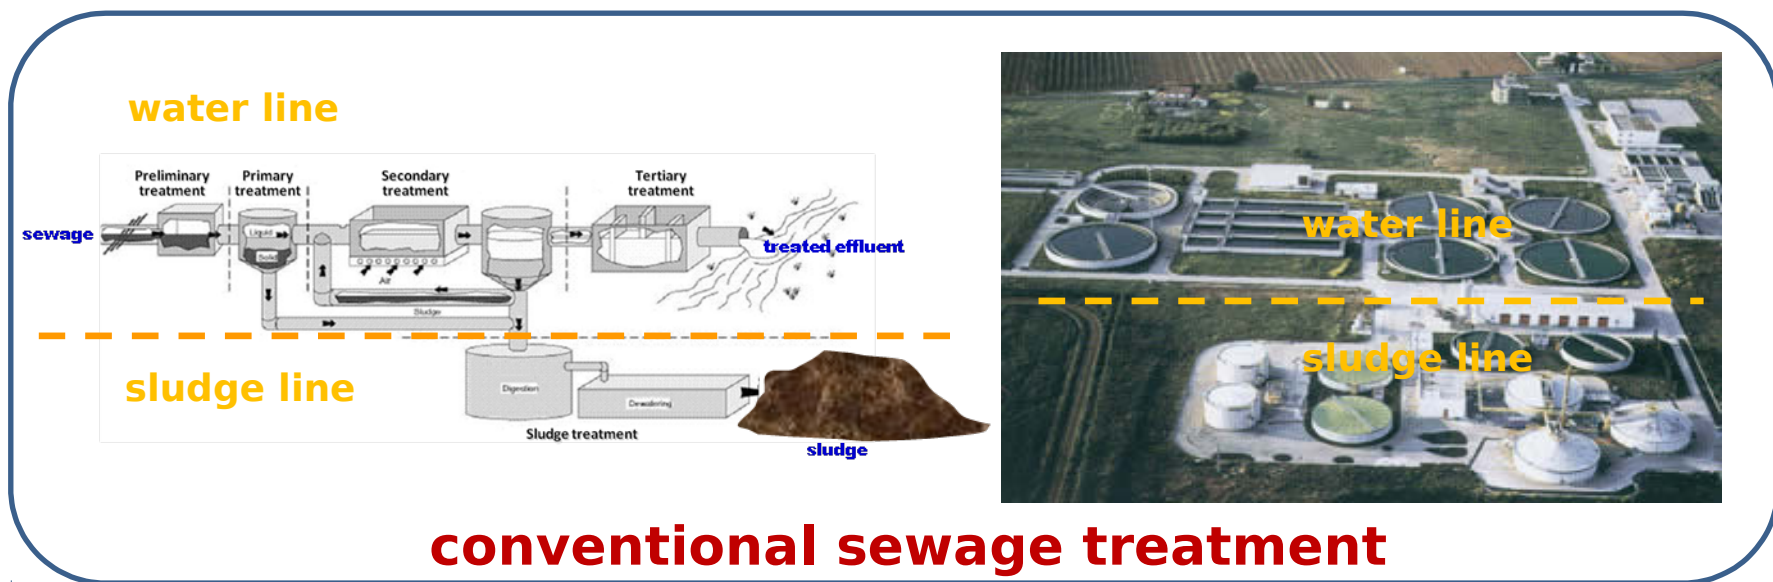 water line
Preliminary
treatment
Primary
treatment
Secondary
treatment
Tertiary
treatment
sewage
Liquid
Solid
treated effluent
Air
Sludge
sludge line
Digestion
Dewatering
Sludge treatment
sludge
water line
sludge line
conventional sewage treatment